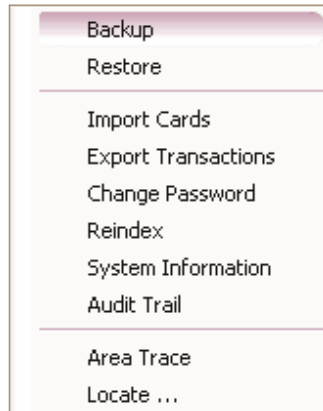 Backup
Restore
Import Cards
Export Transactions
Change Password
Reindex
System Information
Audit Trail
Area Trace
Locate ...